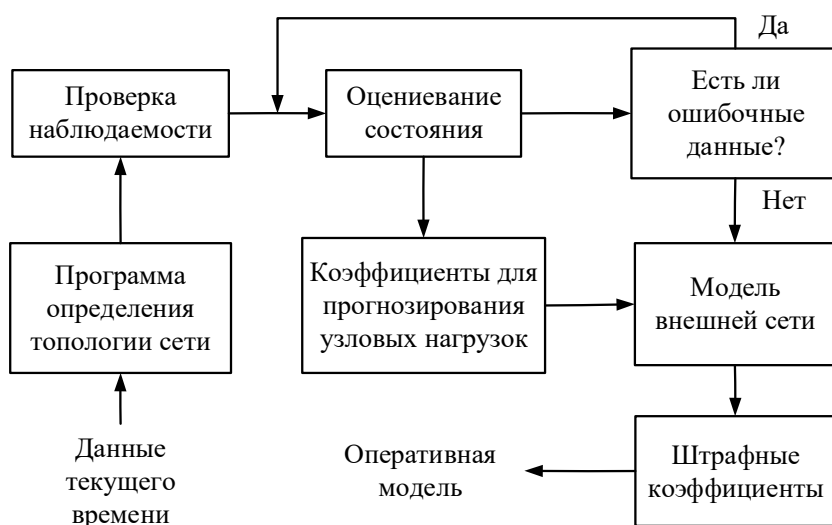 Да
Проверка
наблюдаемости
Оцениевание
состояния
Есть ли
ошибочные
данные?
Нет
Программа
определения
топологии сети
Коэффициенты для
прогнозирования
узловых нагрузок
Модель
внешней сети
Данные
текущего
времени
Оперативная
модель
Штрафные
коэффициенты